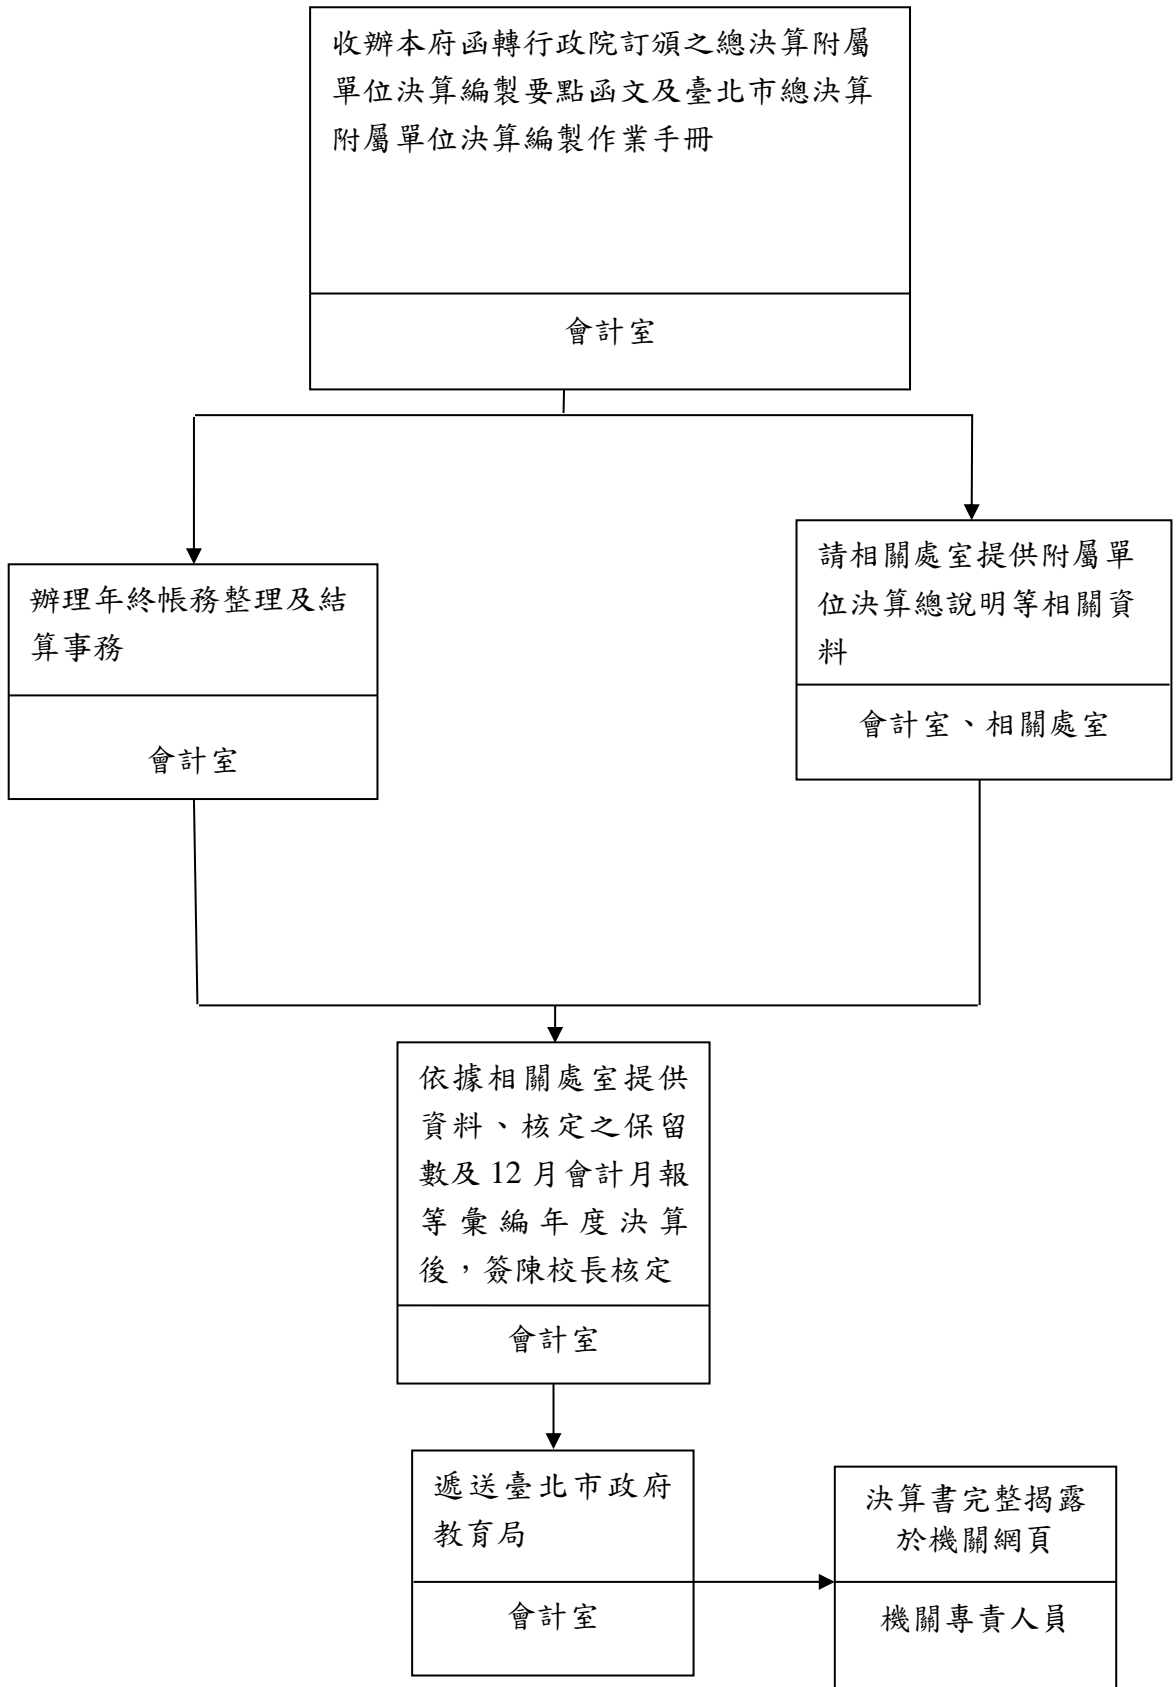 收辦本府函轉行政院訂頒之總決算附屬
單位決算編製要點函文及臺北市總決算
附屬單位決算編製作業手冊
會計室
辦理年終帳務整理及結
算事務
會計室
請相關處室提供附屬單
位決算總說明等相關資
料
會計室、相關處室
依據相關處室提供
資料、核定之保留
數及 12 月會計月報
等彙編年度決算
後，簽陳校長核定
會計室
遞送臺北市政府
教育局
會計室
決算書完整揭露
於機關網頁
機關專責人員